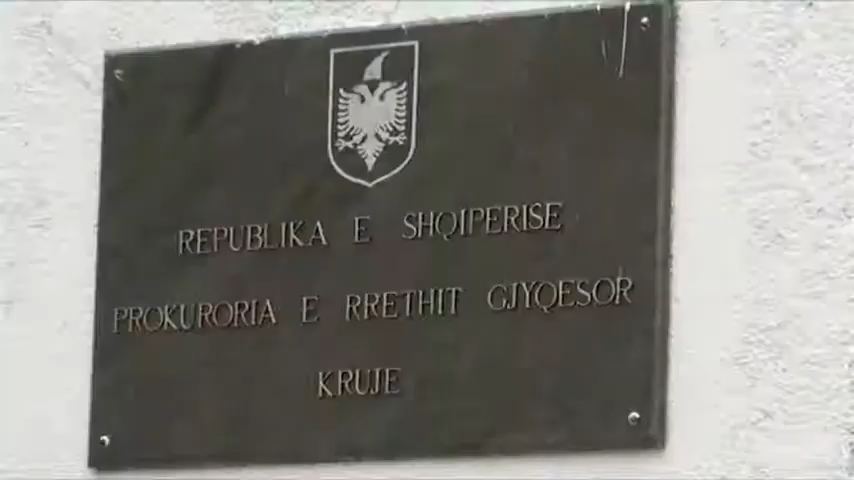 REPUBLIKA E SHQIPERISE
PROKURORIA E RRETHIT GJYQESOR
KRUJE